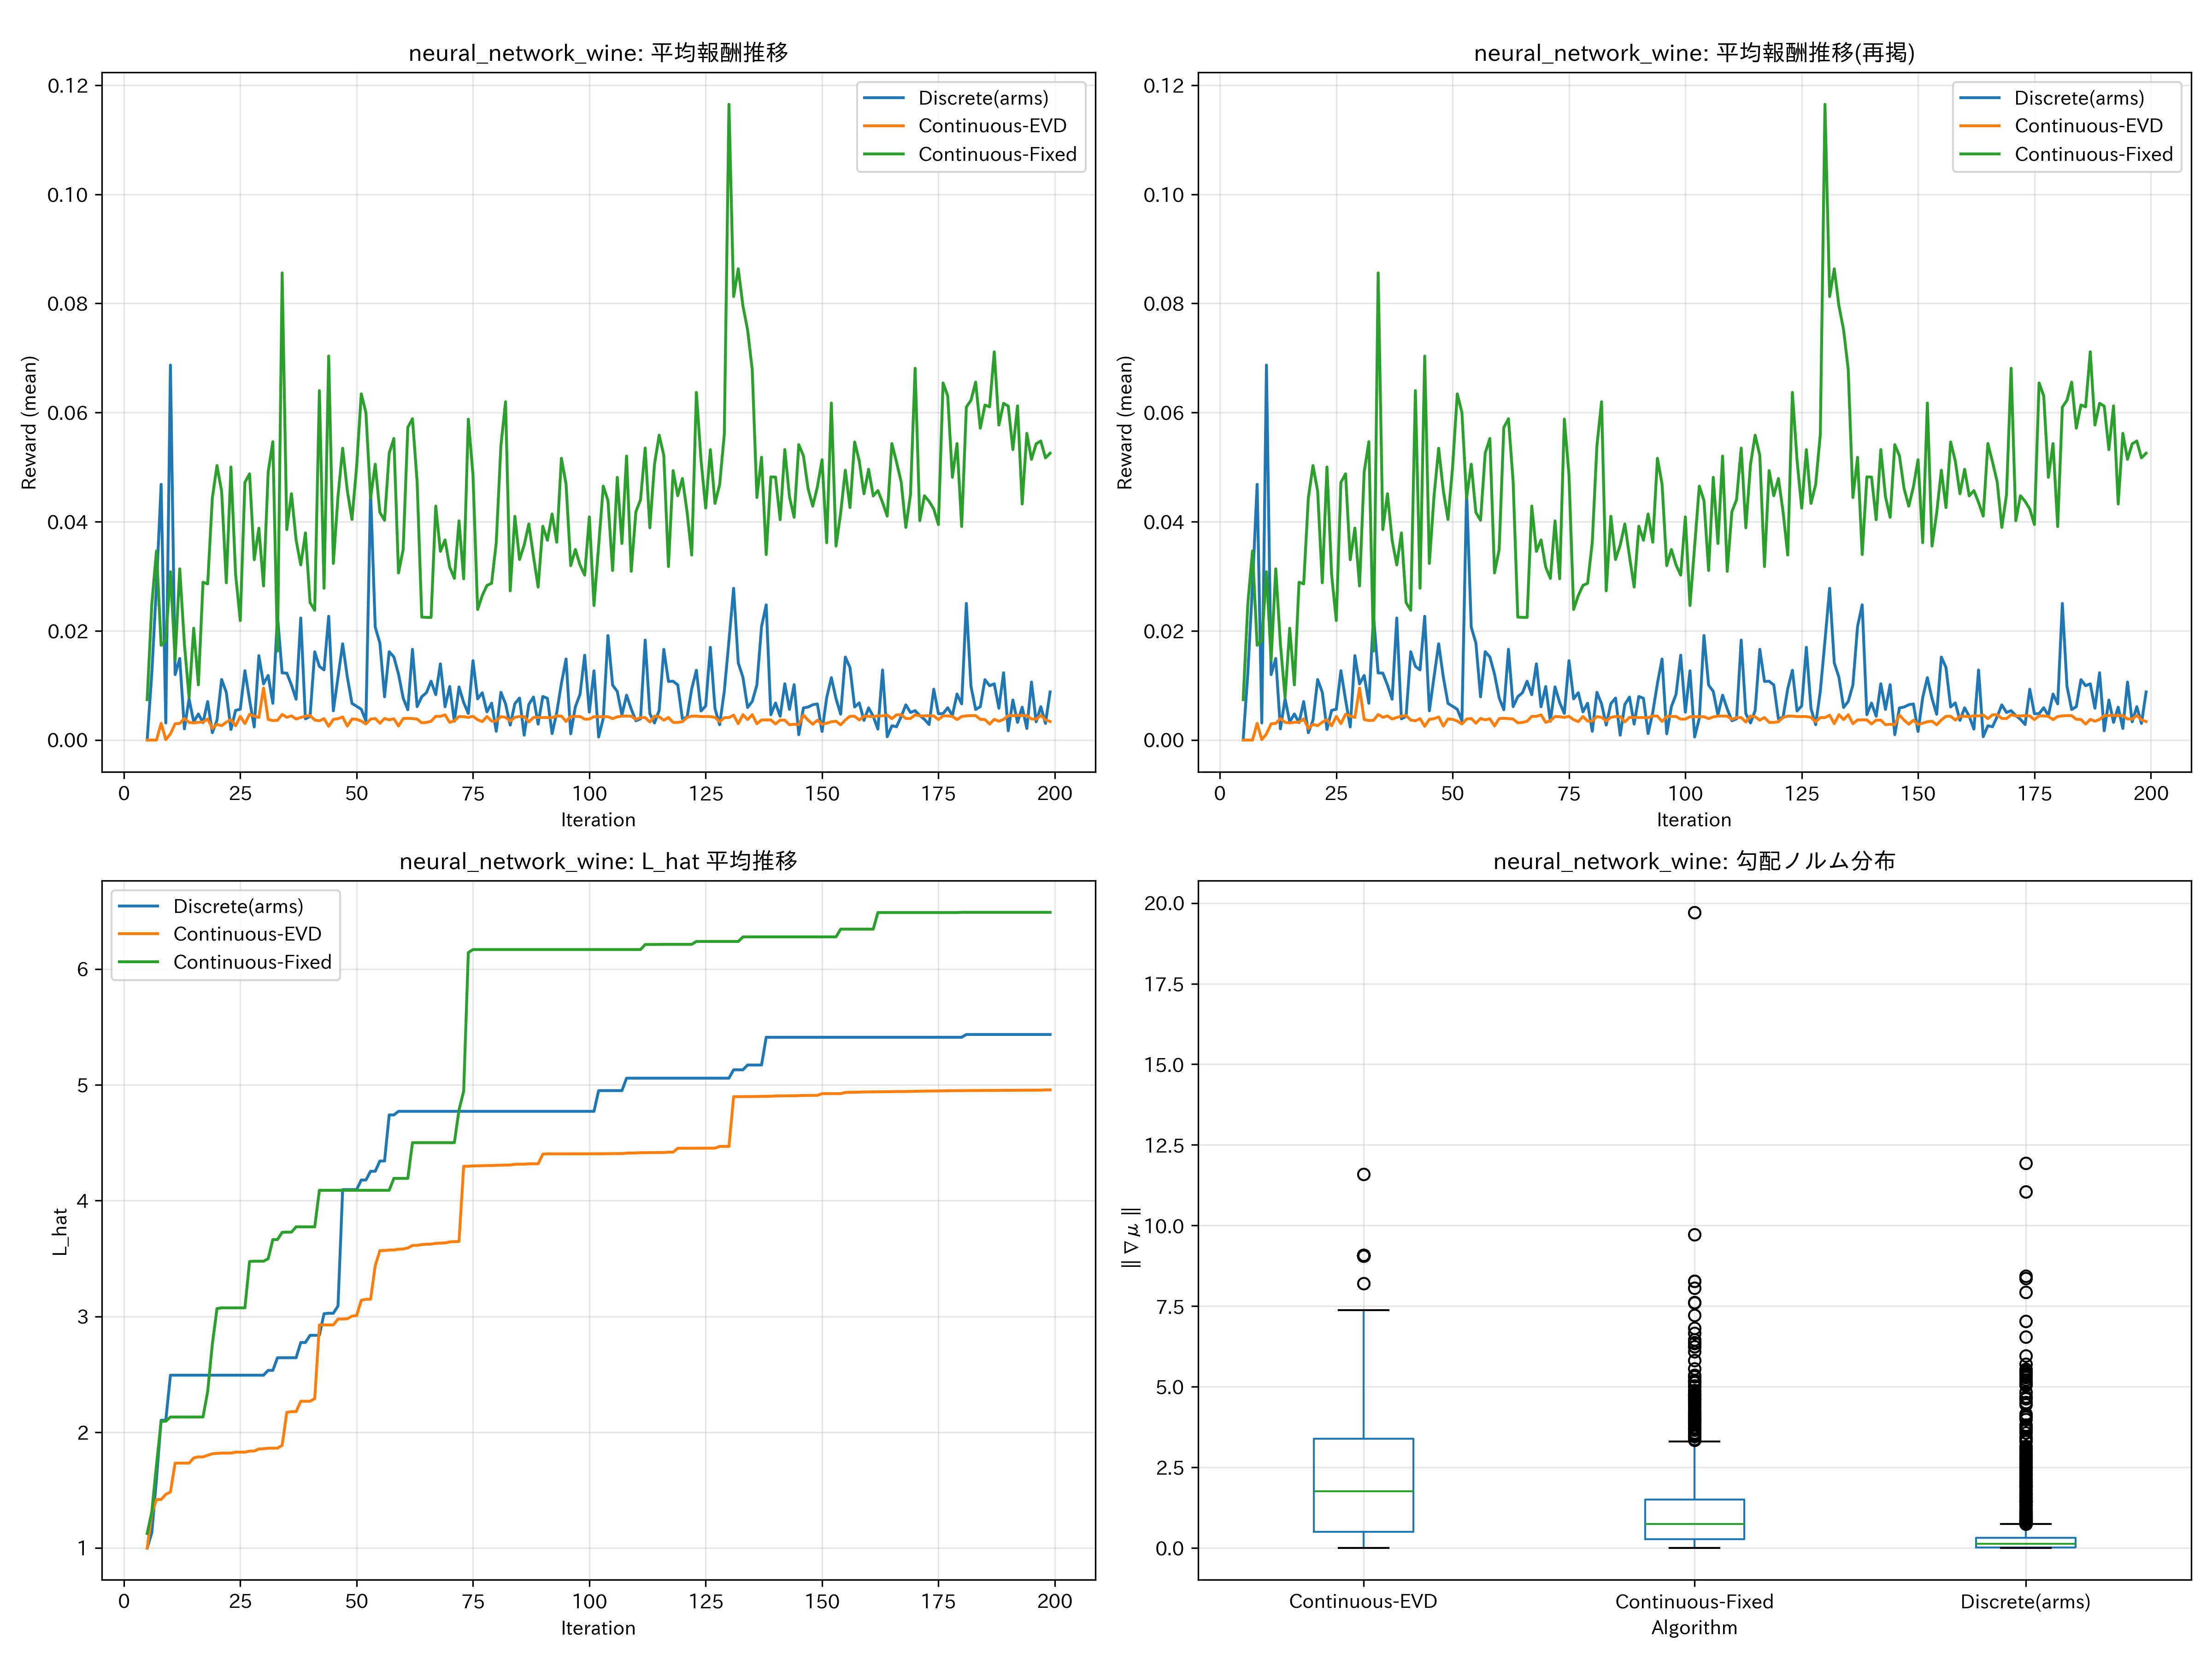 neural_network_wine: 平均報酬推移
Reward (mean)
0.12
0.10
0.08
0.06
0.04
0.02
0.00
Discrete(arms)
Continuous-EVD
Continuous-Fixed
0 25 50 75 100 125 150 175 200
Iteration
neural_network_wine: 平均報酬推移(再掲)
Reward (mean)
0.12
0.10
0.08
0.06
0.04
0.02
0.00
Discrete(arms)
Continuous-EVD
Continuous-Fixed
0 25 50 75 100 125 150 175 200
Iteration
neural_network_wine: L_hat 平均推移
L_hat
6
5
4
3
2
1
Discrete(arms)
Continuous-EVD
Continuous-Fixed
0 25 50 75 100 125 150 175 200
Iteration
neural_network_wine: 勾配ノルム分布
‖∇μ‖
20.0
17.5
15.0
12.5
10.0
7.5
5.0
2.5
0.0
Continuous-EVD Continuous-Fixed Discrete(arms)
Algorithm